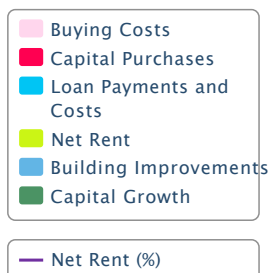 Buying Costs
Capital Purchases
Loan Payments and
Costs
Net Rent
Building Improvements
Capital Growth
Net Rent (%)